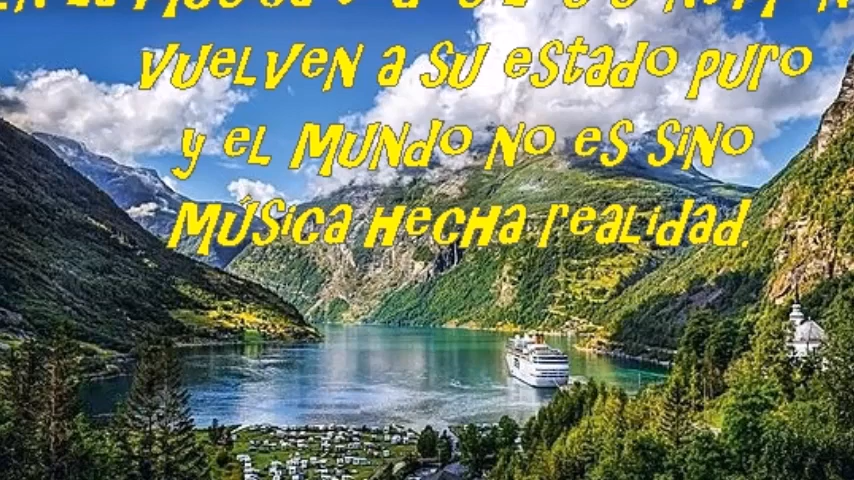 vuelven a su estado puro
y el mundo no es sino
música hecha realidad.